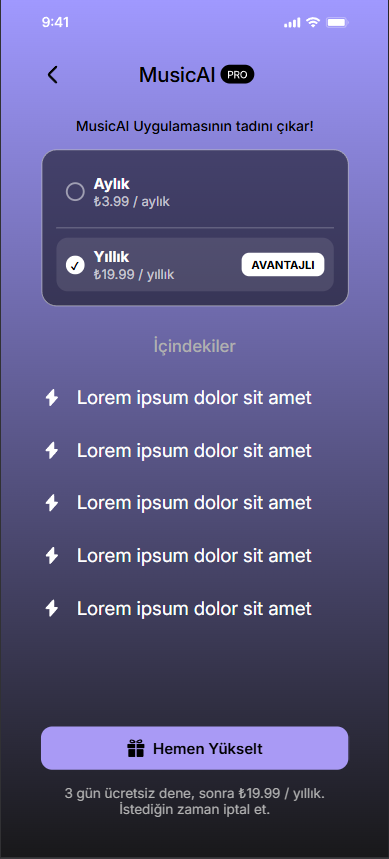 9:41
MusicAI PRO
MusicAI Uygulamasının tadını çıkar!
Aylık
₺3.99 / aylık
Yıllık
₺19.99 / yıllık
AVANTAJLI
İçindekiler
Lorem ipsum dolor sit amet
Lorem ipsum dolor sit amet
Lorem ipsum dolor sit amet
Lorem ipsum dolor sit amet
Lorem ipsum dolor sit amet
Hemen Yükselt
3 gün ücretsiz dene, sonra ₺19.99 / yıllık.
İstediğin zaman iptal et.